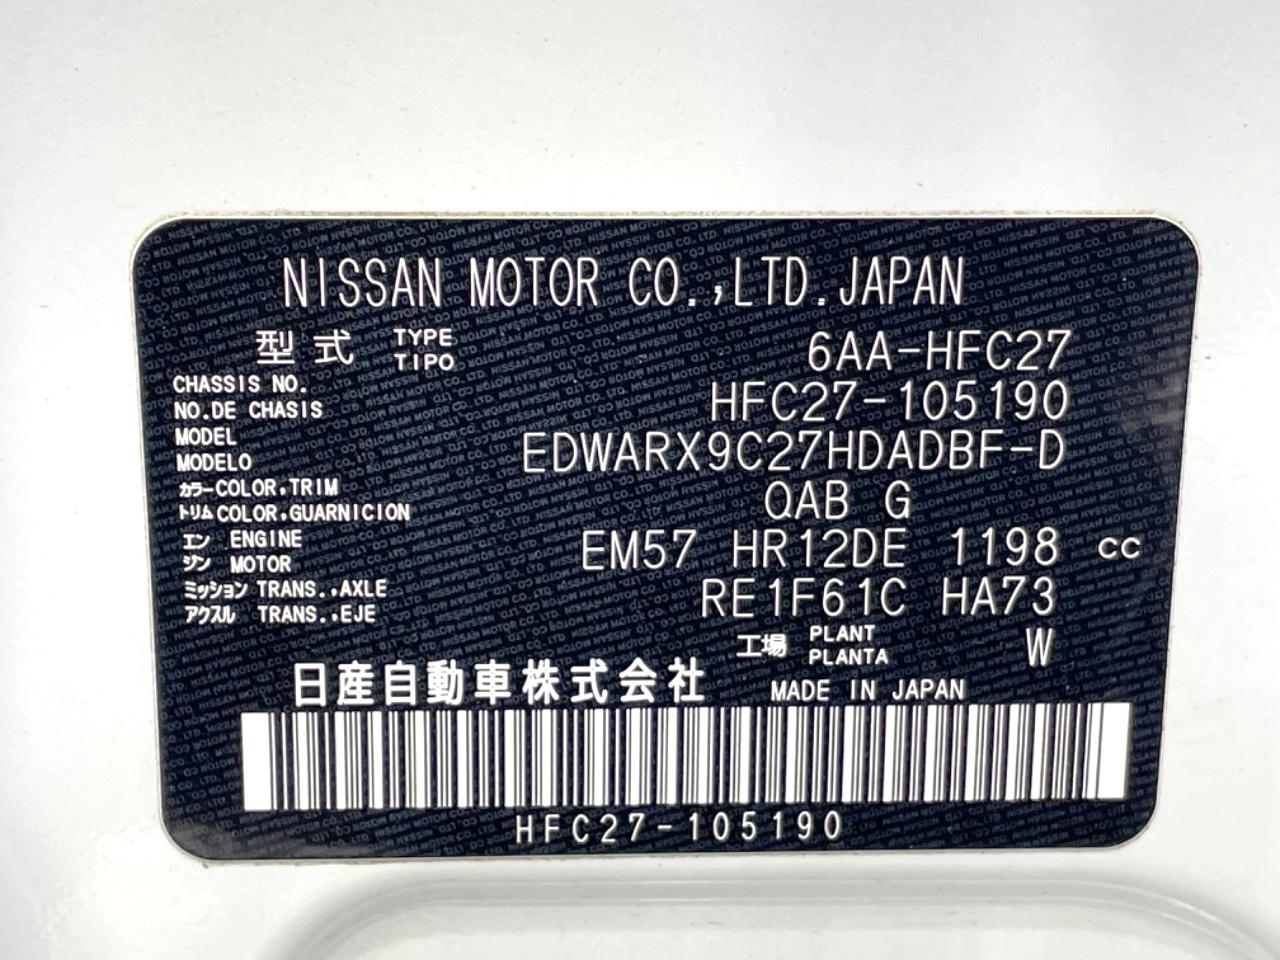 NISSAN MOTOR CO.,LTD.JAPAN
型式 TYPE TIPO 6AA-HFC27
CHASSIS NO. NO.DE CHASIS HFC27-105190
MODEL MODELO EDWARX9C27HDADBF-D
カラー COLOR,TRIM トリム COLOR,GUARNICION QAB G
エンジン ENGINE MOTOR EM57 HR12DE 1198 cc
ミッション TRANS.,AXLE アクスル TRANS.,EJE RE1F61C HA73
工場 PLANT PLANTA W
日産自動車株式会社 MADE IN JAPAN
HFC27-105190